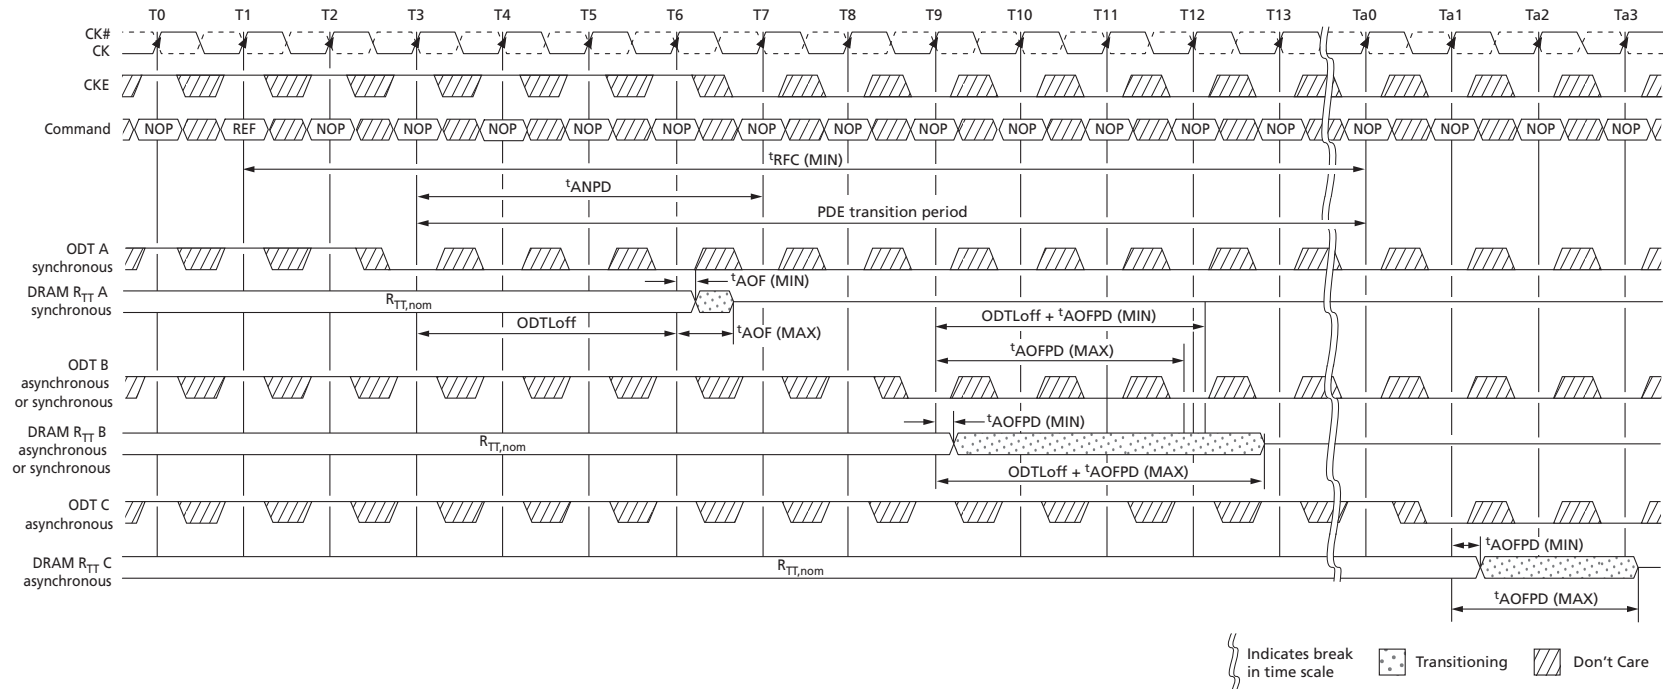 T0 T1 T2 T3 T4 T5 T6 T7 T8 T9 T10 T11 T12 T13 Ta0 Ta1 Ta2 Ta3
CK#
CK
CKE
Command NOP REF NOP NOP NOP NOP NOP NOP NOP NOP NOP NOP NOP NOP NOP NOP NOP NOP
tRFC (MIN)
tANPD
PDE transition period
ODT A
synchronous
tAOF (MIN)
DRAM RTT A
synchronous
RTT,nom
ODTLoff
tAOF (MAX)
ODTLoff + tAOFPD (MIN)
tAOFPD (MAX)
ODT B
asynchronous
or synchronous
tAOFPD (MIN)
DRAM RTT B
asynchronous
or synchronous
RTT,nom
ODTLoff + tAOFPD (MAX)
ODT C
asynchronous
tAOFPD (MIN)
DRAM RTT C
asynchronous
RTT,nom
tAOFPD (MAX)
Indicates break
in time scale
Transitioning
Don't Care